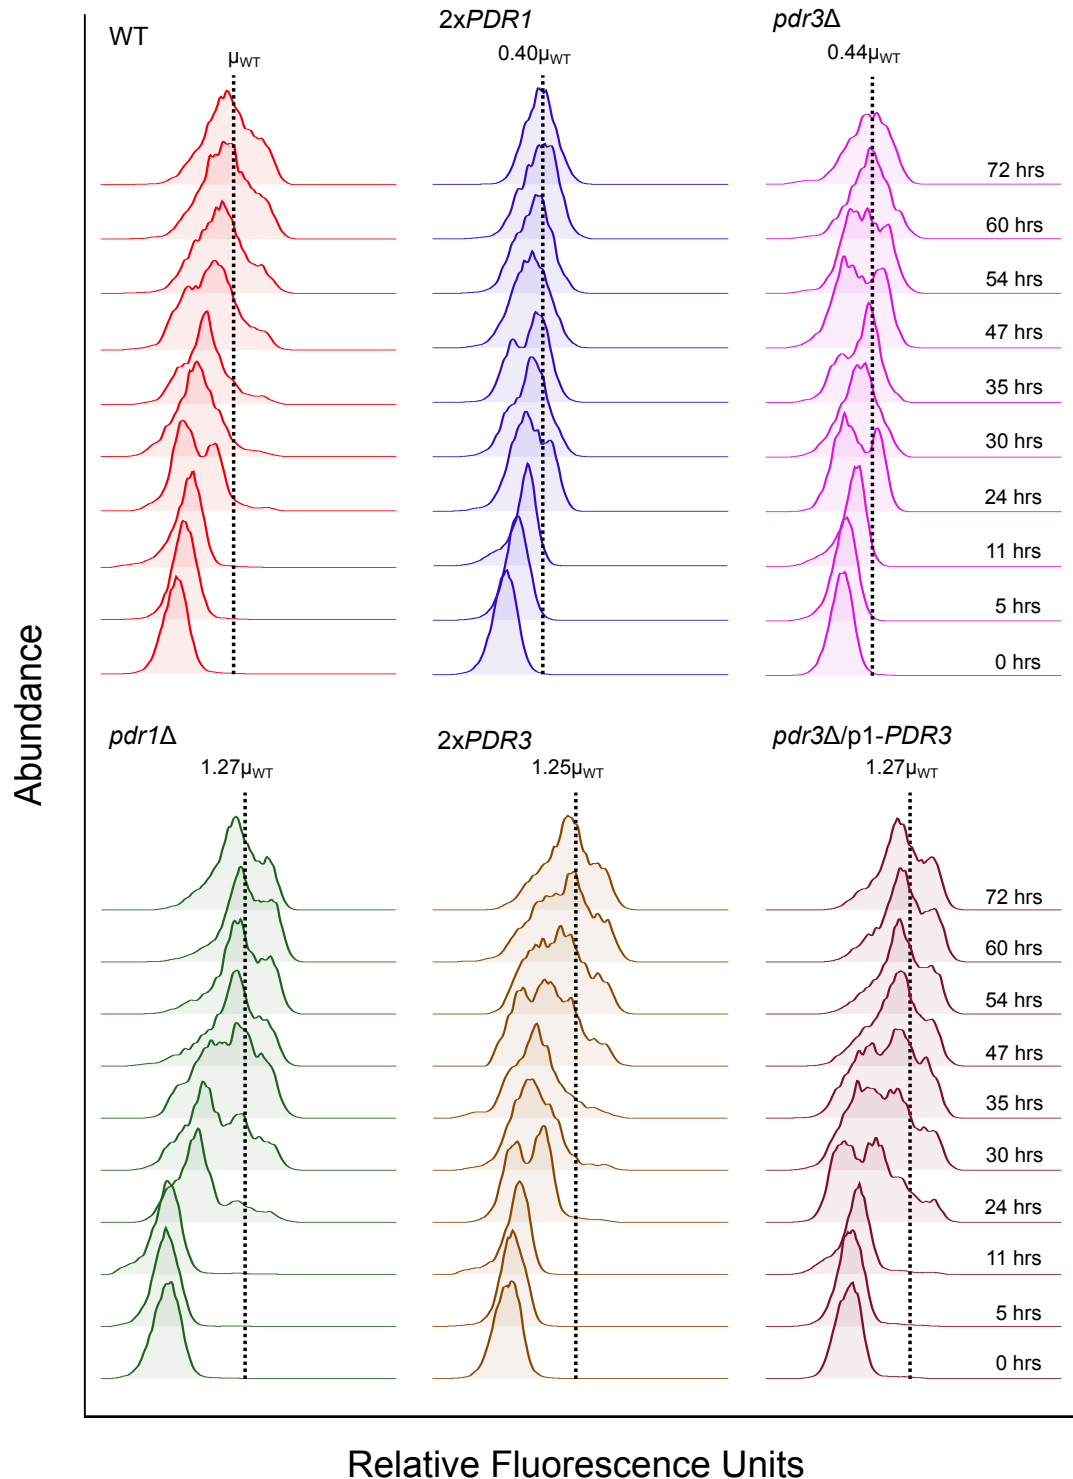 WT
μWT
2xPDR1
0.40μWT
pdr3Δ
0.44μWT
72 hrs
60 hrs
54 hrs
47 hrs
35 hrs
30 hrs
24 hrs
11 hrs
5 hrs
0 hrs
pdr1Δ
1.27μWT
2xPDR3
1.25μWT
pdr3Δ/p1-PDR3
1.27μWT
72 hrs
60 hrs
54 hrs
47 hrs
35 hrs
30 hrs
24 hrs
11 hrs
5 hrs
0 hrs
Abundance
Relative Fluorescence Units